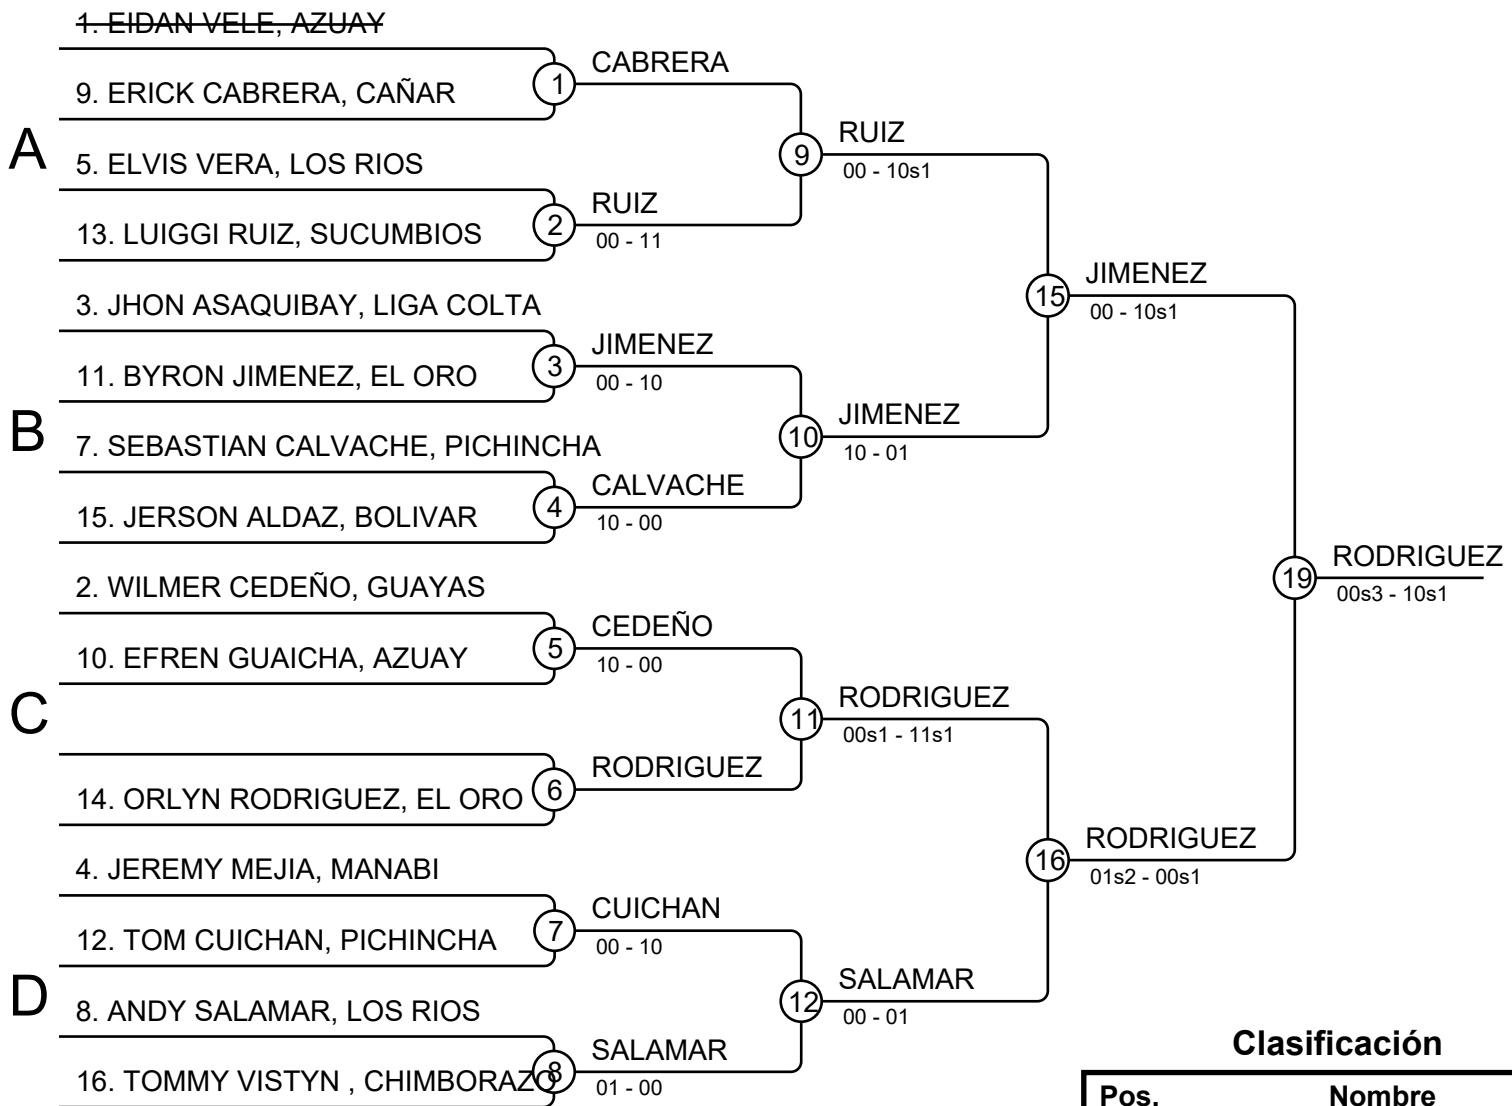 1. EIDAN VELE, AZUAY
9. ERICK CABRERA, CAÑAR
A
5. ELVIS VERA, LOS RIOS
13. LUIGGI RUIZ, SUCUMBIOS
3. JHON ASAQUIBAY, LIGA COLTA
11. BYRON JIMENEZ, EL ORO
B
7. SEBASTIAN CALVACHE, PICHINCHA
15. JERSON ALDAZ, BOLIVAR
2. WILMER CEDEÑO, GUAYAS
10. EFREN GUAICHA, AZUAY
C
14. ORLYN RODRIGUEZ, EL ORO
4. JEREMY MEJIA, MANABI
12. TOM CUICHAN, PICHINCHA
D
8. ANDY SALAMAR, LOS RIOS
16. TOMMY VISTYN , CHIMBORAZO
1
CABRERA
2
RUIZ
00 - 11
3
JIMENEZ
00 - 10
4
CALVACHE
10 - 00
5
CEDEÑO
10 - 00
6
RODRIGUEZ
7
CUICHAN
00 - 10
8
SALAMAR
01 - 00
9
RUIZ
00 - 10s1
10
JIMENEZ
10 - 01
11
RODRIGUEZ
00s1 - 11s1
12
SALAMAR
00 - 01
15
JIMENEZ
00 - 10s1
16
RODRIGUEZ
01s2 - 00s1
19
RODRIGUEZ
00s3 - 10s1
Clasificación
Pos. Nombre